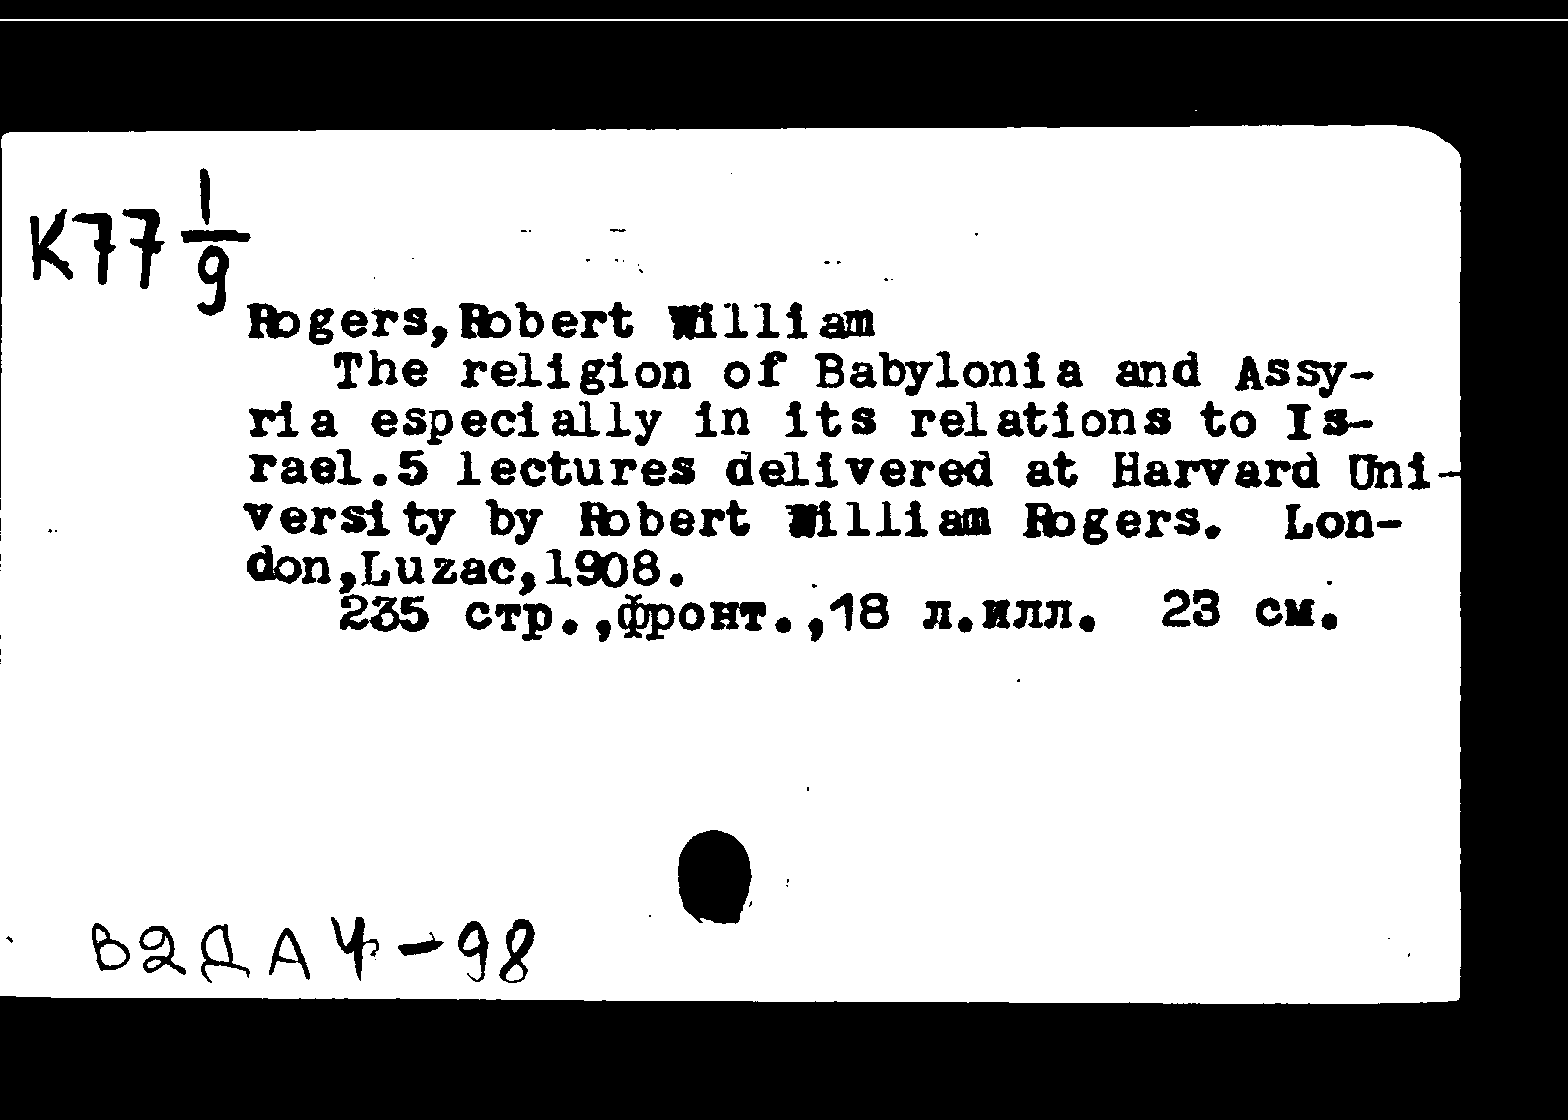 K77 1/9
Rogers,Robert William
The religion of Babylonia and Assy-
ria especially in its relations to Is-
rael.5 lectures delivered at Harvard Uni-
versity by Robert William Rogers. Lon-
don,Luzac,1908.
235 стр.,фронт.,18 л.илл. 23 см.
В2ДА4-98